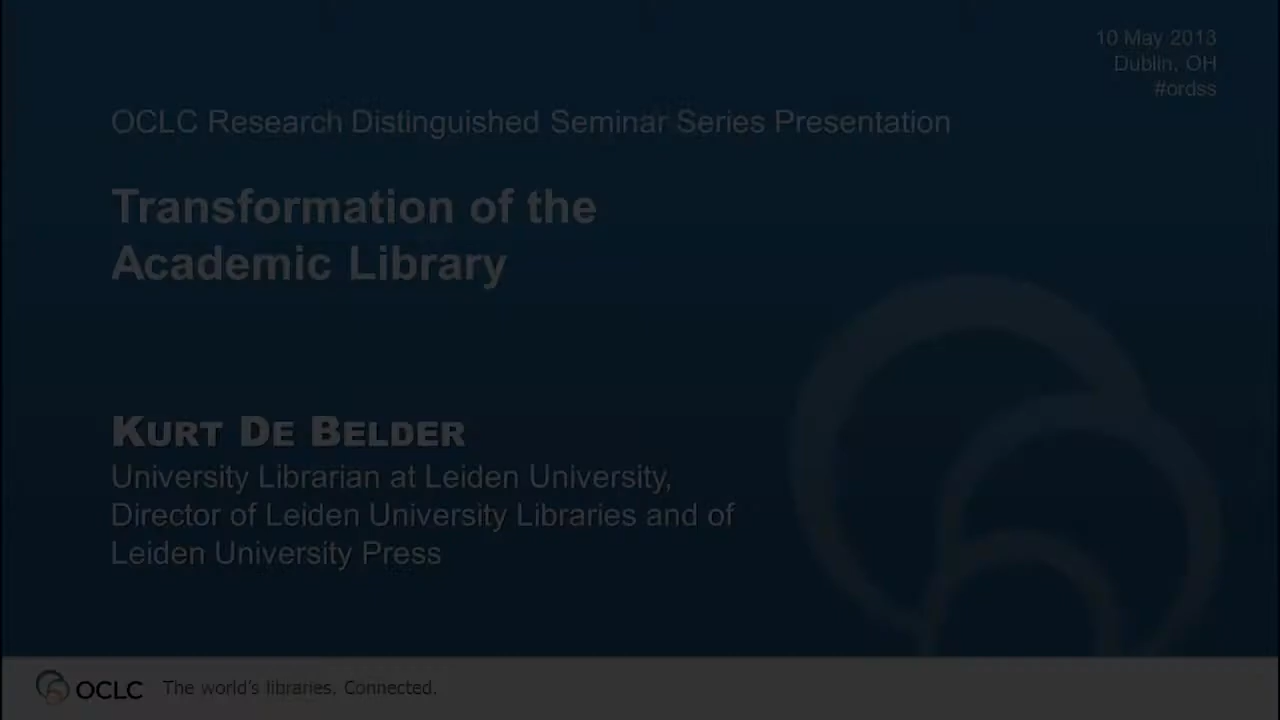 10 May 2013
Dublin, OH
#ordss
OCLC Research Distinguished Seminar Series Presentation
Transformation of the
Academic Library
KURT DE BELDER
University Librarian at Leiden University,
Director of Leiden University Libraries and of
Leiden University Press
OCLC The world's libraries. Connected.